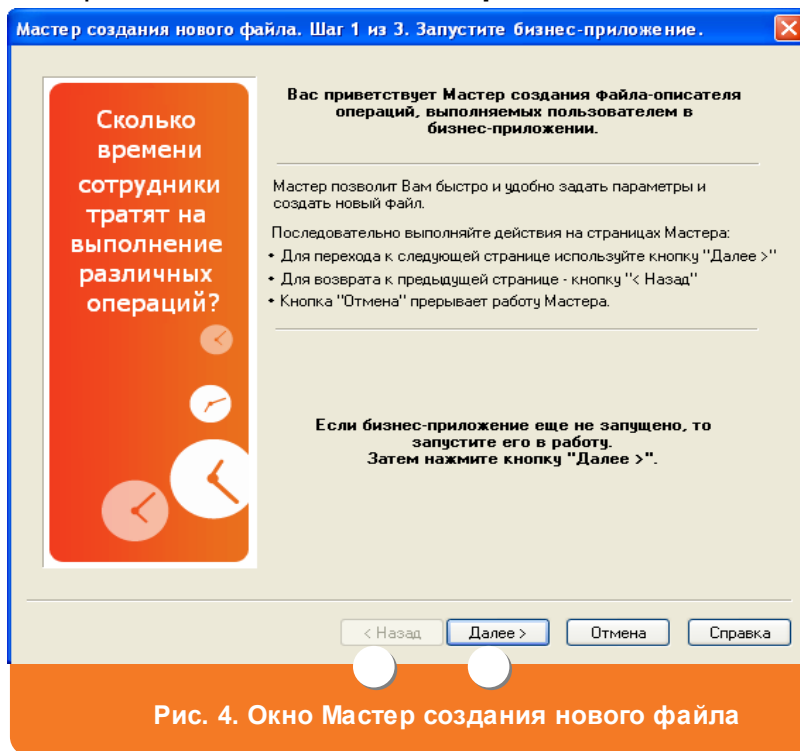 Мастер создания нового файла. Шаг 1 из 3. Запустите бизнес-приложение.
Сколько
времени
сотрудники
тратят на
выполнение
различных
операций?
Вас приветствует Мастер создания файла-описателя
операций, выполняемых пользователем в
бизнес-приложении.
Мастер позволит Вам быстро и удобно задать параметры и
создать новый файл.
Последовательно выполняйте действия на страницах Мастера:
• Для перехода к следующей странице используйте кнопку "Далее >"
• Для возврата к предыдущей странице - кнопку "< Назад"
• Кнопка "Отмена" прерывает работу Мастера.
Если бизнес-приложение еще не запущено, то
запустите его в работу.
Затем нажмите кнопку "Далее >".
< Назад Далее > Отмена Справка
Рис. 4. Окно Мастер создания нового файла